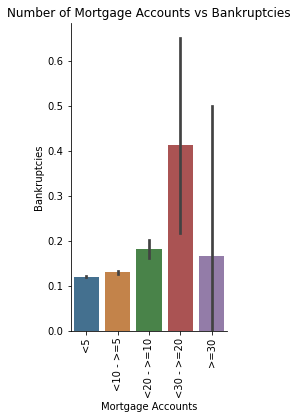 Number of Mortgage Accounts vs Bankruptcies
0.6
0.5
0.4
0.3
0.2
0.1
0.0
Bankruptcies
<5
<10 - >=5
<20 - >=10
<30 - >=20
>=30
Mortgage Accounts